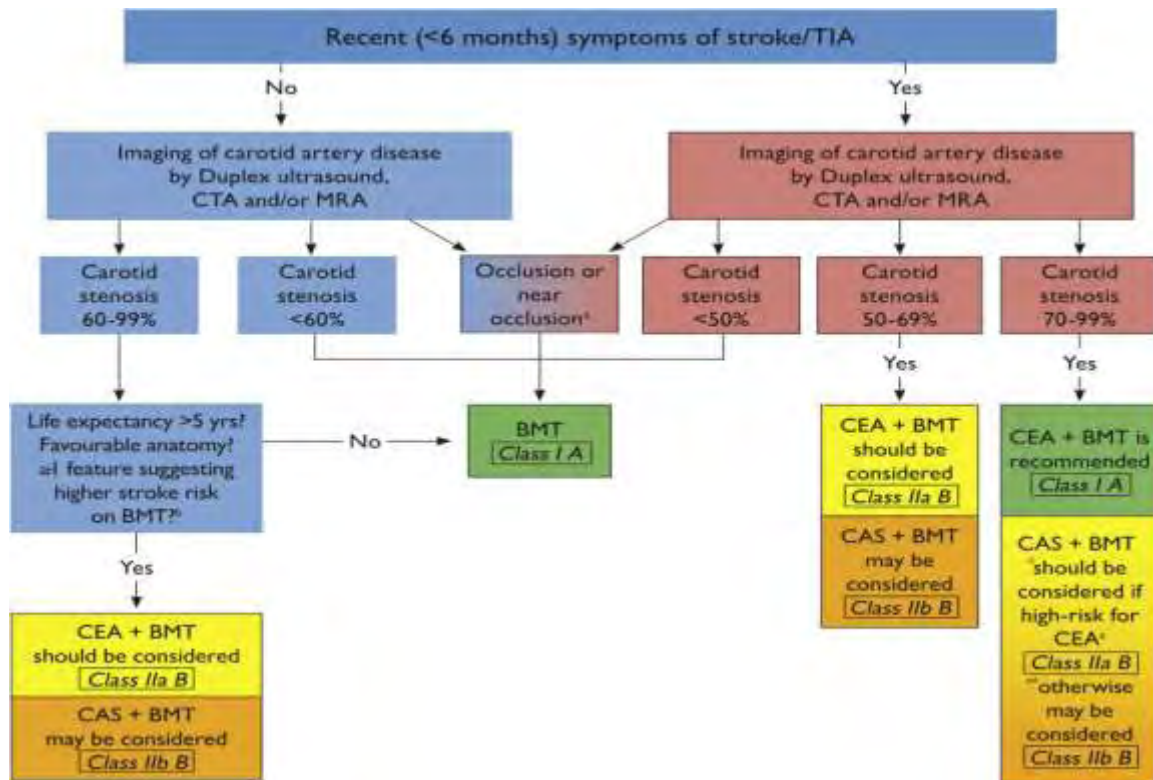 Recent (<6 months) symptoms of stroke/TIA
No
Yes
Imaging of carotid artery disease
by Duplex ultrasound,
CTA and/or MRA
Imaging of carotid artery disease
by Duplex ultrasound,
CTA and/or MRA
Carotid
stenosis
60-99%
Carotid
stenosis
<60%
Occlusion or
near
occlusionᵃ
Carotid
stenosis
<50%
Carotid
stenosis
50-69%
Carotid
stenosis
70-99%
Yes
Yes
Life expectancy >5 yrs?
Favourable anatomy?
≥1 feature suggesting
higher stroke risk
on BMT?ᵇ
No
BMT
Class I A
CEA + BMT
should be
considered
Class IIa B
CAS + BMT
may be
considered
Class IIb B
CEA + BMT is
recommended
Class I A
CAS + BMT
should be
considered if
high-risk for
CEA
Class IIa B
otherwise
may be
considered
Class IIb B
Yes
CEA + BMT
should be considered
Class IIa B
CAS + BMT
may be considered
Class IIb B